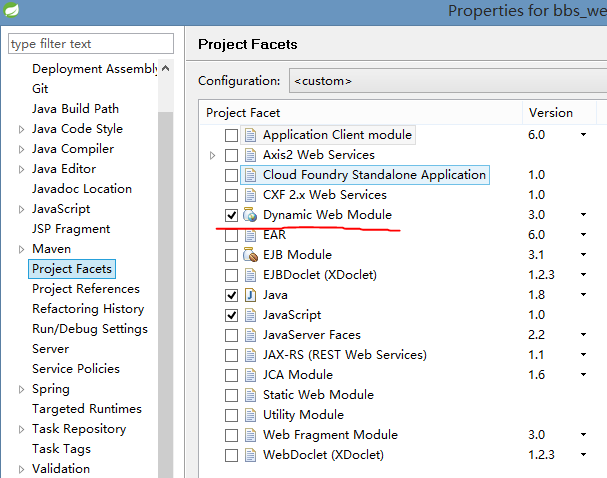 Properties for bbs_we
type filter text
Project Facets
Deployment Assembly
Git
Java Build Path
Java Code Style
Java Compiler
Java Editor
Javadoc Location
JavaScript
JSP Fragment
Maven
Project Facets
Project References
Refactoring History
Run/Debug Settings
Server
Service Policies
Spring
Targeted Runtimes
Task Repository
Task Tags
Validation
Configuration: <custom>
Project Facet Version
Application Client module 6.0
Axis2 Web Services
Cloud Foundry Standalone Application 1.0
CXF 2.x Web Services 1.0
Dynamic Web Module 3.0
EAR 6.0
EJB Module 3.1
EJBDoclet (XDoclet) 1.2.3
Java 1.8
JavaScript 1.0
JavaServer Faces 2.2
JAX-RS (REST Web Services) 1.1
JCA Module 1.6
Static Web Module
Utility Module
Web Fragment Module 3.0
WebDoclet (XDoclet) 1.2.3